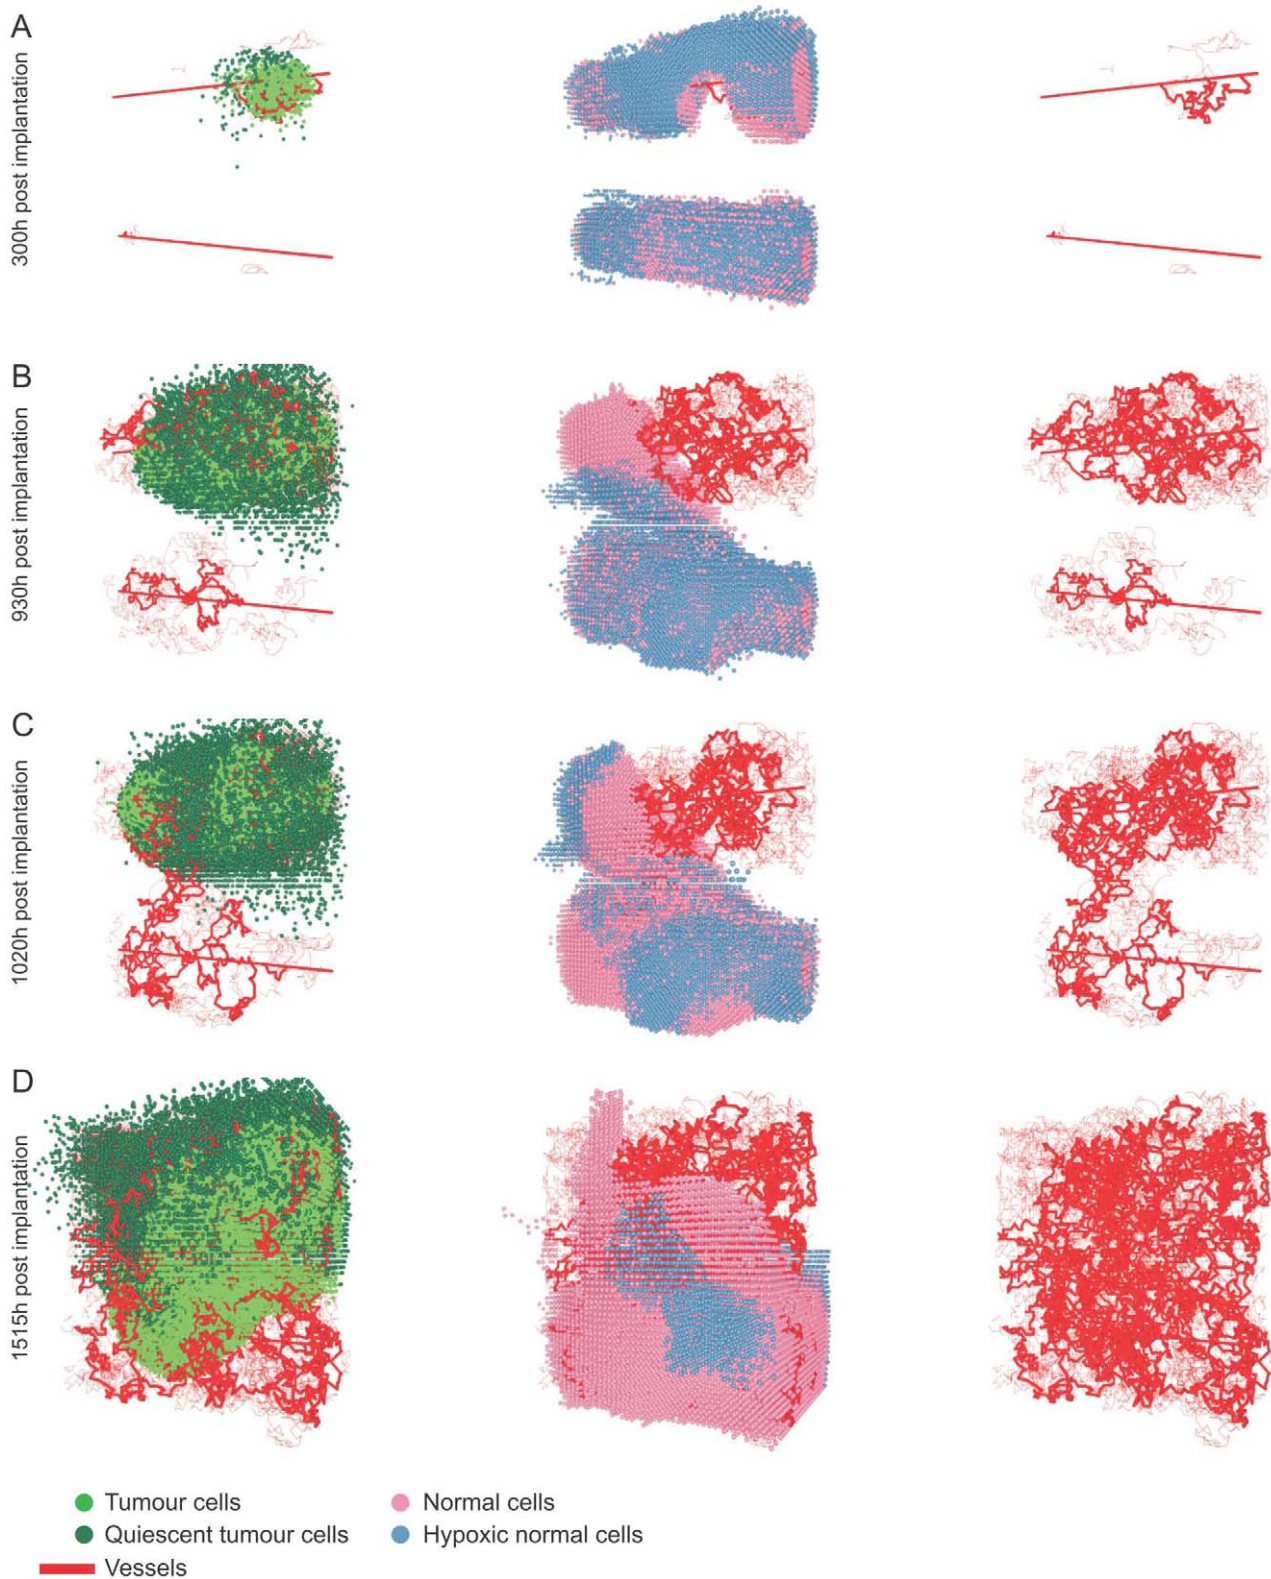 A
300h post implantation
B
930h post implantation
C
1020h post implantation
D
1515h post implantation
Tumour cells
Normal cells
Quiescent tumour cells
Hypoxic normal cells
Vessels